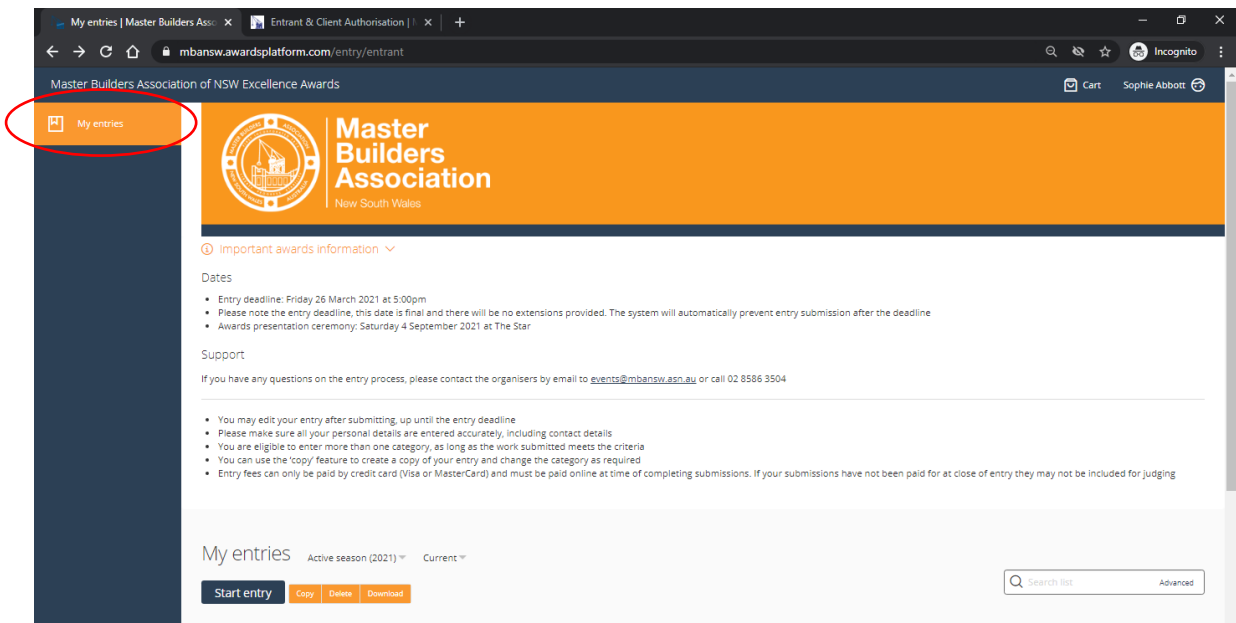 My entries | Master Builders Asso
Entrant & Client Authorisation |
mbansw.awardsplatform.com/entry/entrant
Incognito
Master Builders Association of NSW Excellence Awards
Cart
Sophie Abbott
My entries
MASTER BUILDERS ASSOCIATION
NEW SOUTH WALES
AUSTRALIA
Master
Builders
Association
New South Wales
Important awards information
Dates
• Entry deadline: Friday 26 March 2021 at 5:00pm
• Please note the entry deadline, this date is final and there will be no extensions provided. The system will automatically prevent entry submission after the deadline
• Awards presentation ceremony: Saturday 4 September 2021 at The Star
Support
If you have any questions on the entry process, please contact the organisers by email to events@mbansw.asn.au or call 02 8586 3504
• You may edit your entry after submitting, up until the entry deadline
• Please make sure all your personal details are entered accurately, including contact details
• You are eligible to enter more than one category, as long as the work submitted meets the criteria
• You can use the 'copy' feature to create a copy of your entry and change the category as required
• Entry fees can only be paid by credit card (Visa or MasterCard) and must be paid online at time of completing submissions. If your submissions have not been paid for at close of entry they may not be included for judging
My entries Active season (2021) Current
Start entry Copy Delete Download
Search list Advanced